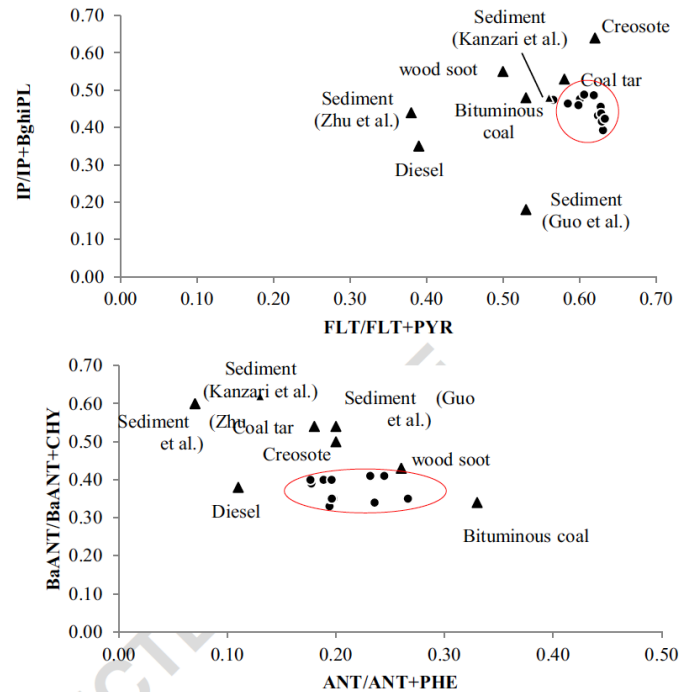 0.70
0.60
0.50
0.40
0.30
0.20
0.10
0.00
IP/IP+BghiPL
Sediment
(Kanzari et al.)
Creosote
wood soot
Coal tar
Sediment
(Zhu et al.)
Bituminous
coal
Diesel
Sediment
(Guo et al.)
0.00 0.10 0.20 0.30 0.40 0.50 0.60 0.70
FLT/FLT+PYR
0.70
0.60
0.50
0.40
0.30
0.20
0.10
0.00
BaANT/BaANT+CHY
Sediment
(Kanzari et al.)
Sediment (Zhu
et al.)
Coal tar
Sediment (Guo
et al.)
Creosote
wood soot
Diesel
Bituminous coal
0.00 0.10 0.20 0.30 0.40 0.50
ANT/ANT+PHE